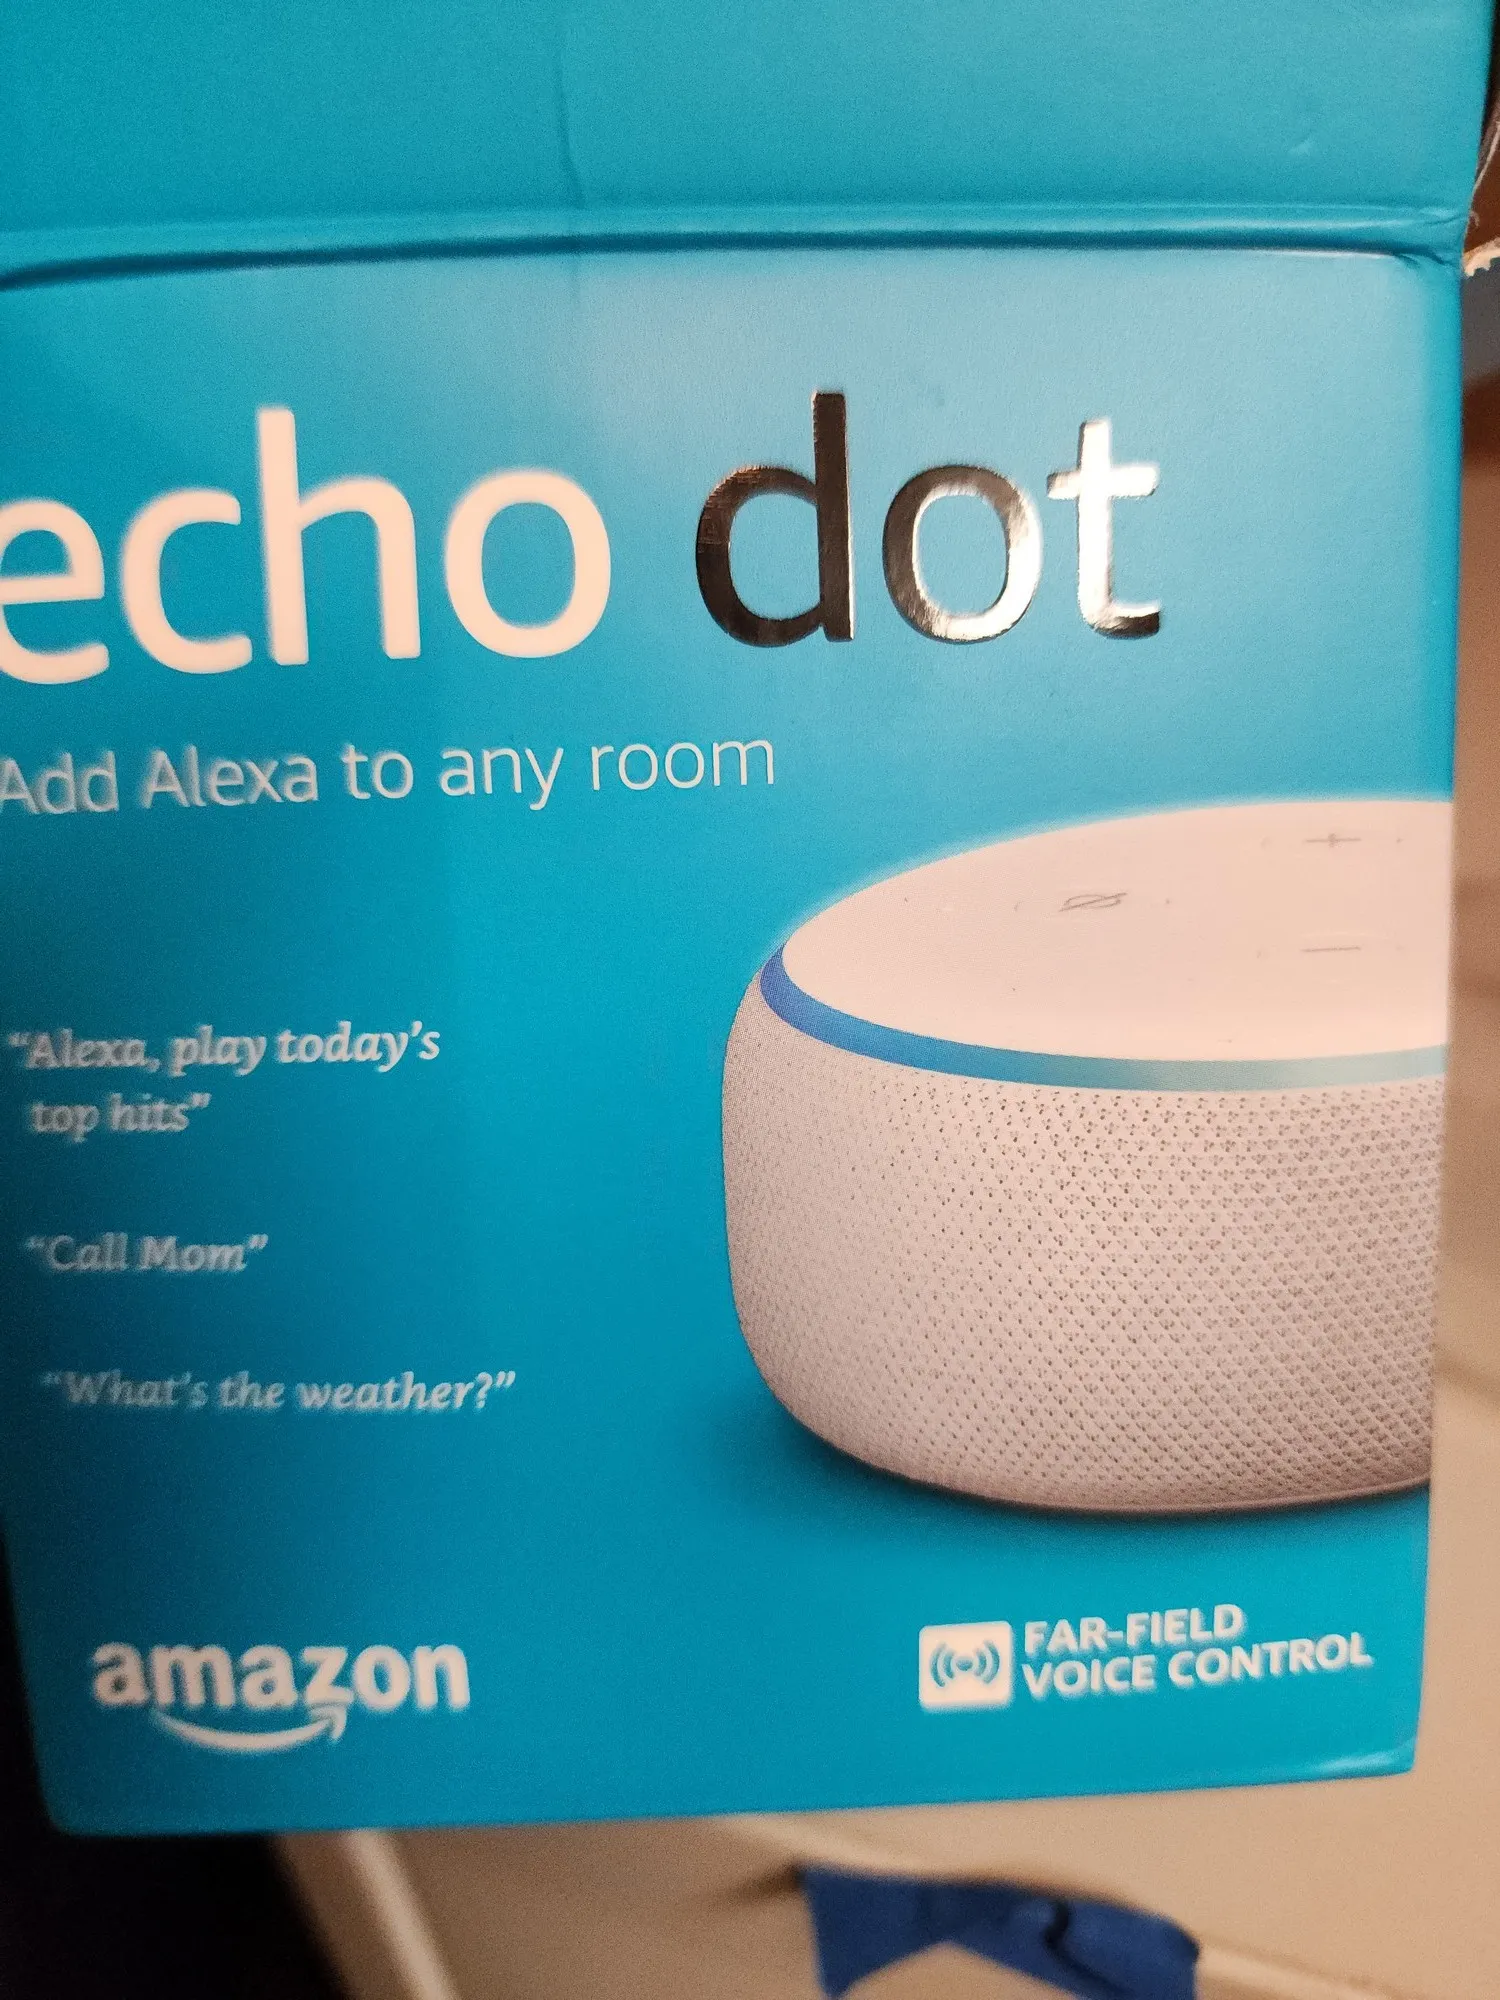 echo dot
Add Alexa to any room
“Alexa, play today’s
top hits”
“Call Mom”
“What’s the weather?”
amazon
FAR-FIELD
VOICE CONTROL